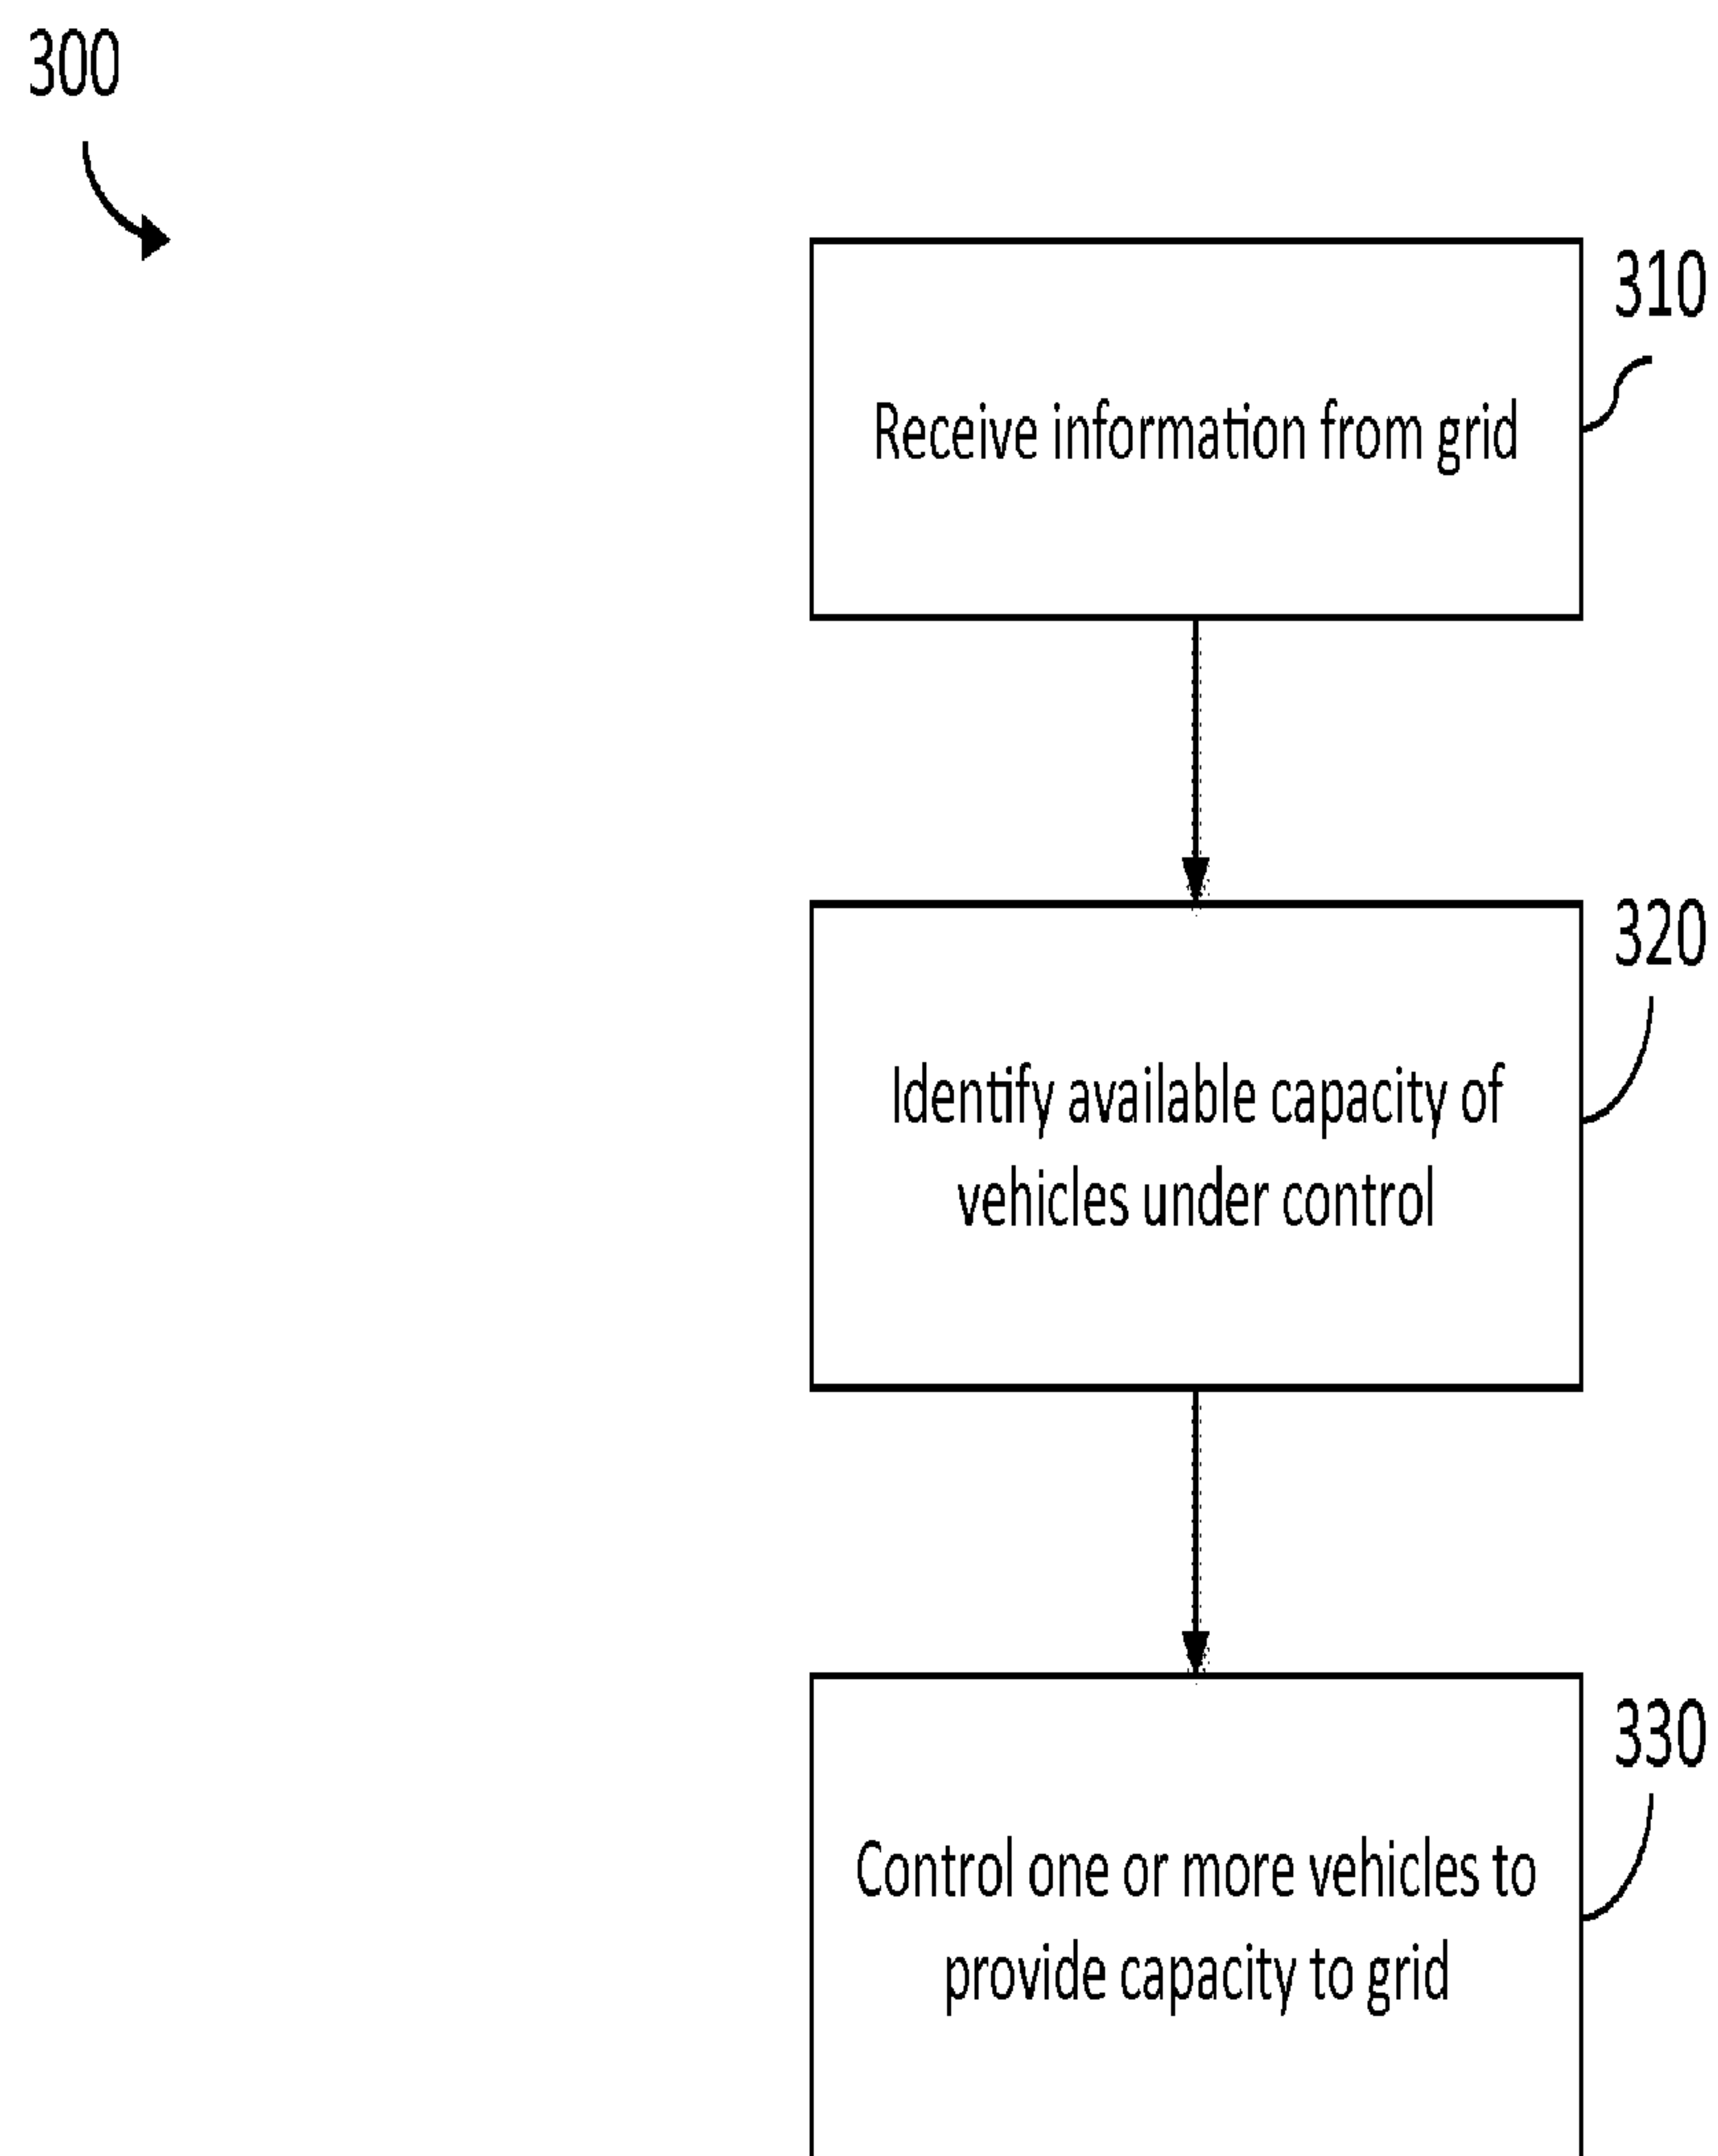 300
310
Receive information from grid
320
Identify available capacity of
vehicles under control
330
Control one or more vehicles to
provide capacity to grid